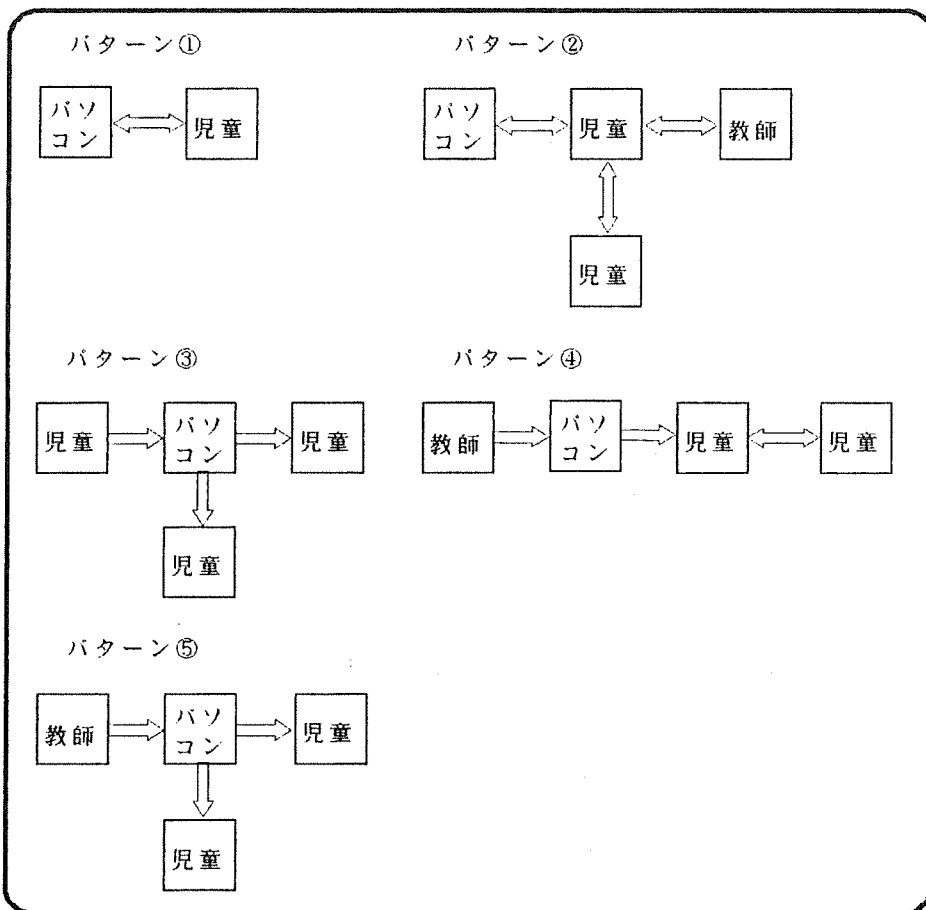 パターン①
パソ
コン
児童
パターン②
パソ
コン
児童
教師
児童
パターン③
児童
パソ
コン
児童
児童
パターン④
教師
パソ
コン
児童
児童
パターン⑤
教師
パソ
コン
児童
児童